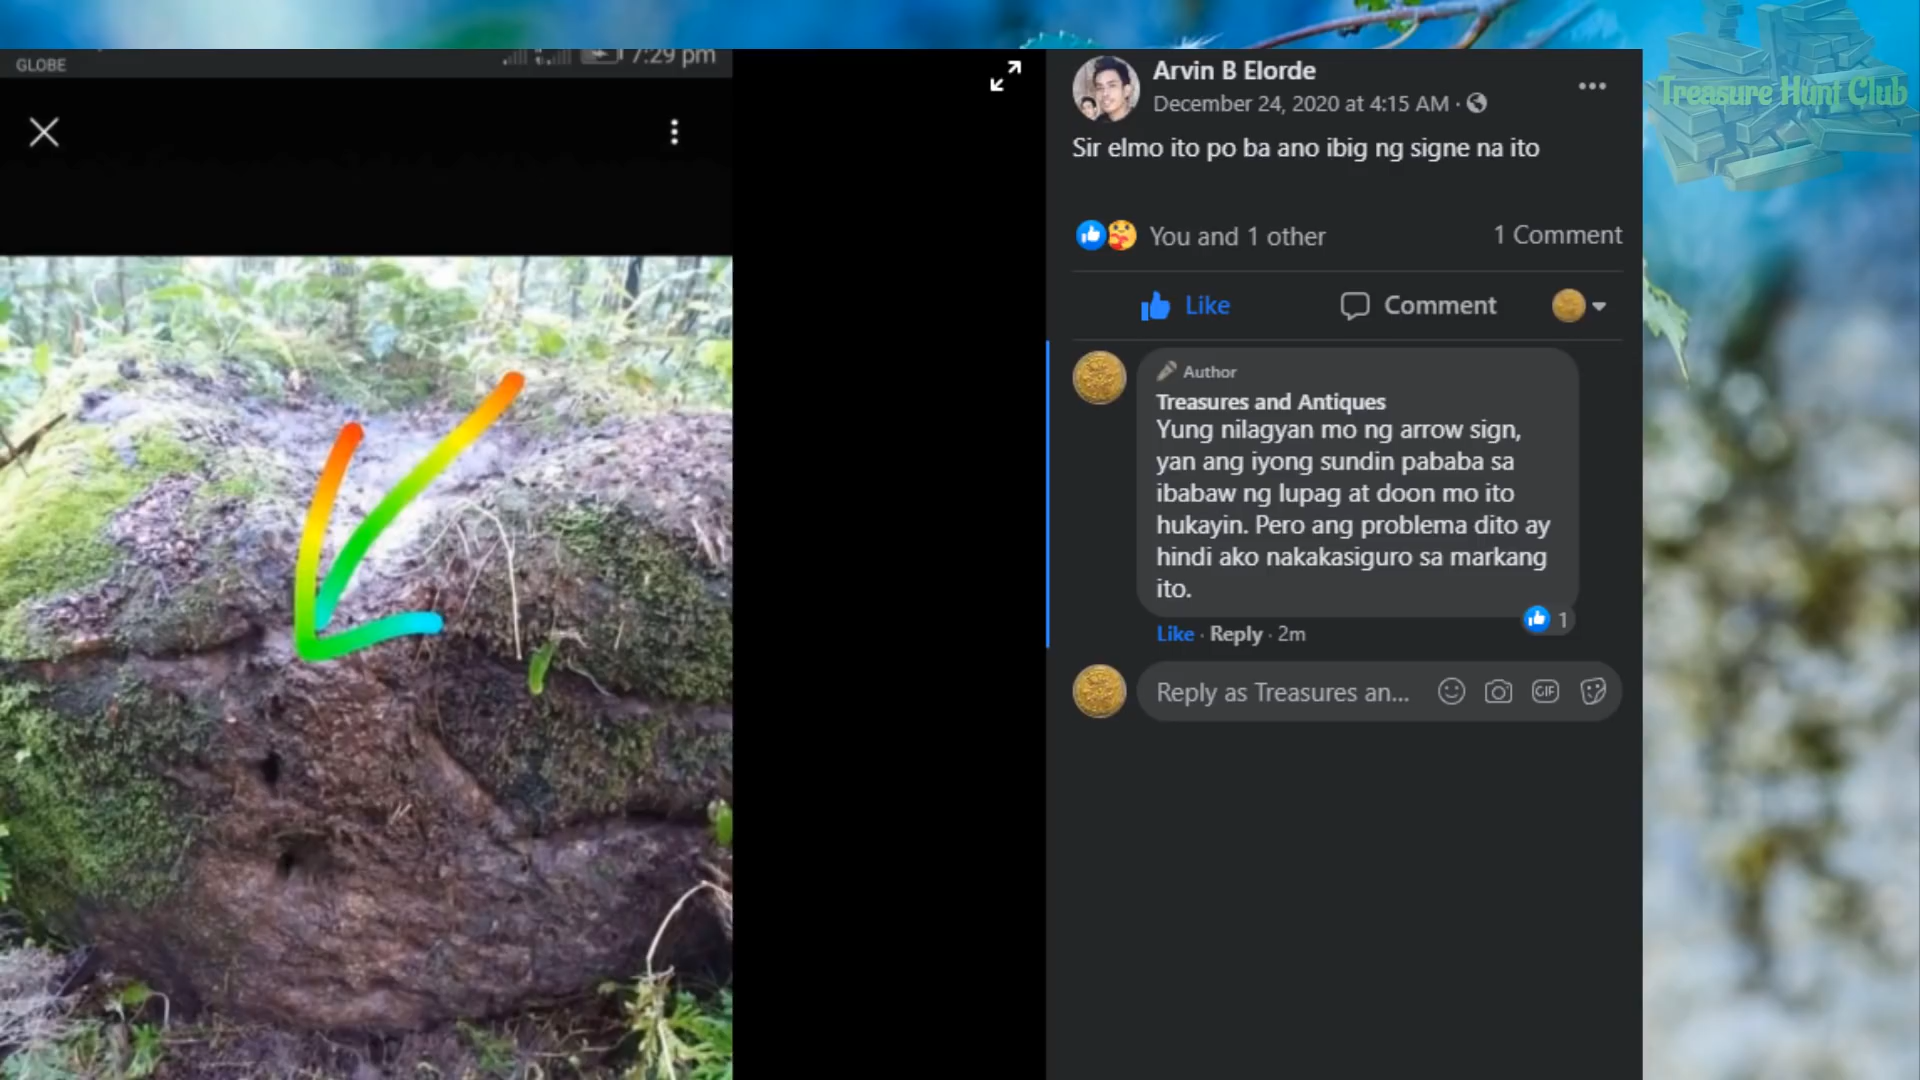 GLOBE
7:29 pm
Treasure Hunt Club
Arvin B Elorde
December 24, 2020 at 4:15 AM ·
Sir elmo ito po ba ano ibig ng signe na ito
You and 1 other
1 Comment
Like
Comment
Author
Treasures and Antiques
Yung nilagyan mo ng arrow sign,
yan ang iyong sundin pababa sa
ibabaw ng lupag at doon mo ito
hukayin. Pero ang problema dito ay
hindi ako nakakasiguro sa markang
ito.
1
Like · Reply · 2m
Reply as Treasures an...
GIF